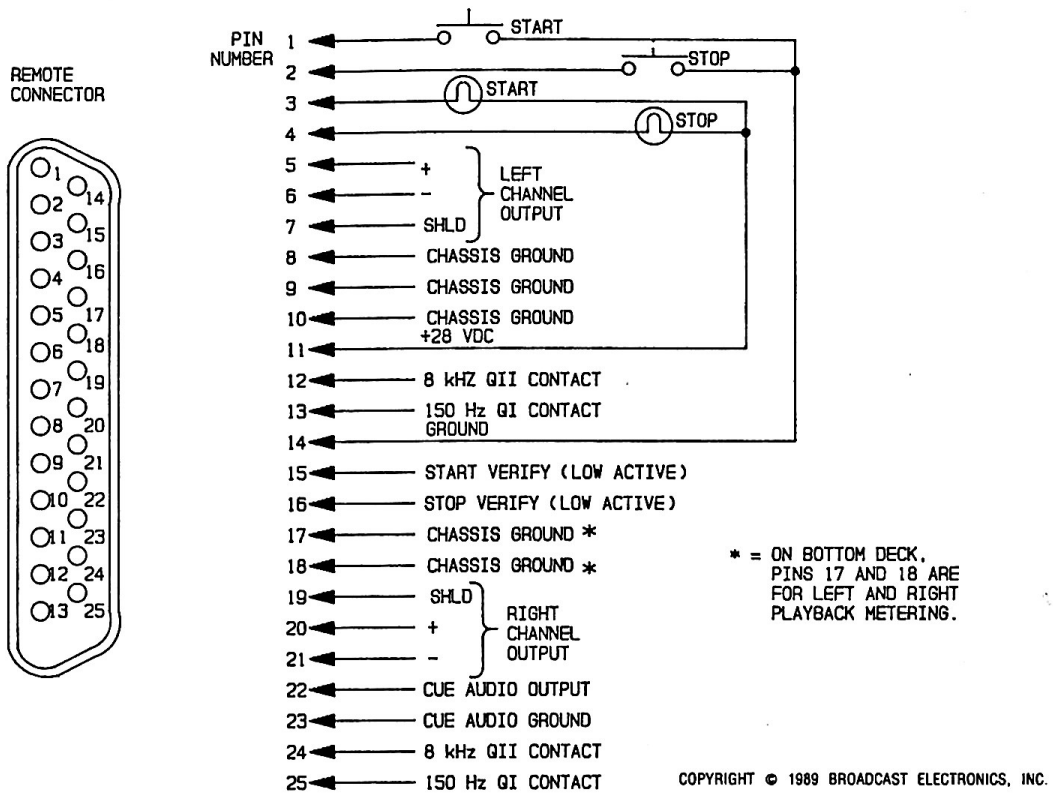 REMOTE
CONNECTOR
1
14
2
15
3
16
4
5 17
18
6
19
7
8 20
9 21
10 22
11 23
12 24
13 25
PIN
NUMBER
1 START
2 STOP
3 START
4 STOP
5 +
6 -
7 SHLD
LEFT
CHANNEL
OUTPUT
8 CHASSIS GROUND
9 CHASSIS GROUND
10 CHASSIS GROUND
+28 VDC
11
12 8 kHZ QII CONTACT
13 150 Hz QI CONTACT
GROUND
14
15 START VERIFY (LOW ACTIVE)
16 STOP VERIFY (LOW ACTIVE)
17 CHASSIS GROUND *
18 CHASSIS GROUND *
19 SHLD
20 +
21 -
RIGHT
CHANNEL
OUTPUT
22 CUE AUDIO OUTPUT
23 CUE AUDIO GROUND
24 8 kHz QII CONTACT
25 150 Hz QI CONTACT
* = ON BOTTOM DECK,
PINS 17 AND 18 ARE
FOR LEFT AND RIGHT
PLAYBACK METERING.
COPYRIGHT © 1989 BROADCAST ELECTRONICS, INC.